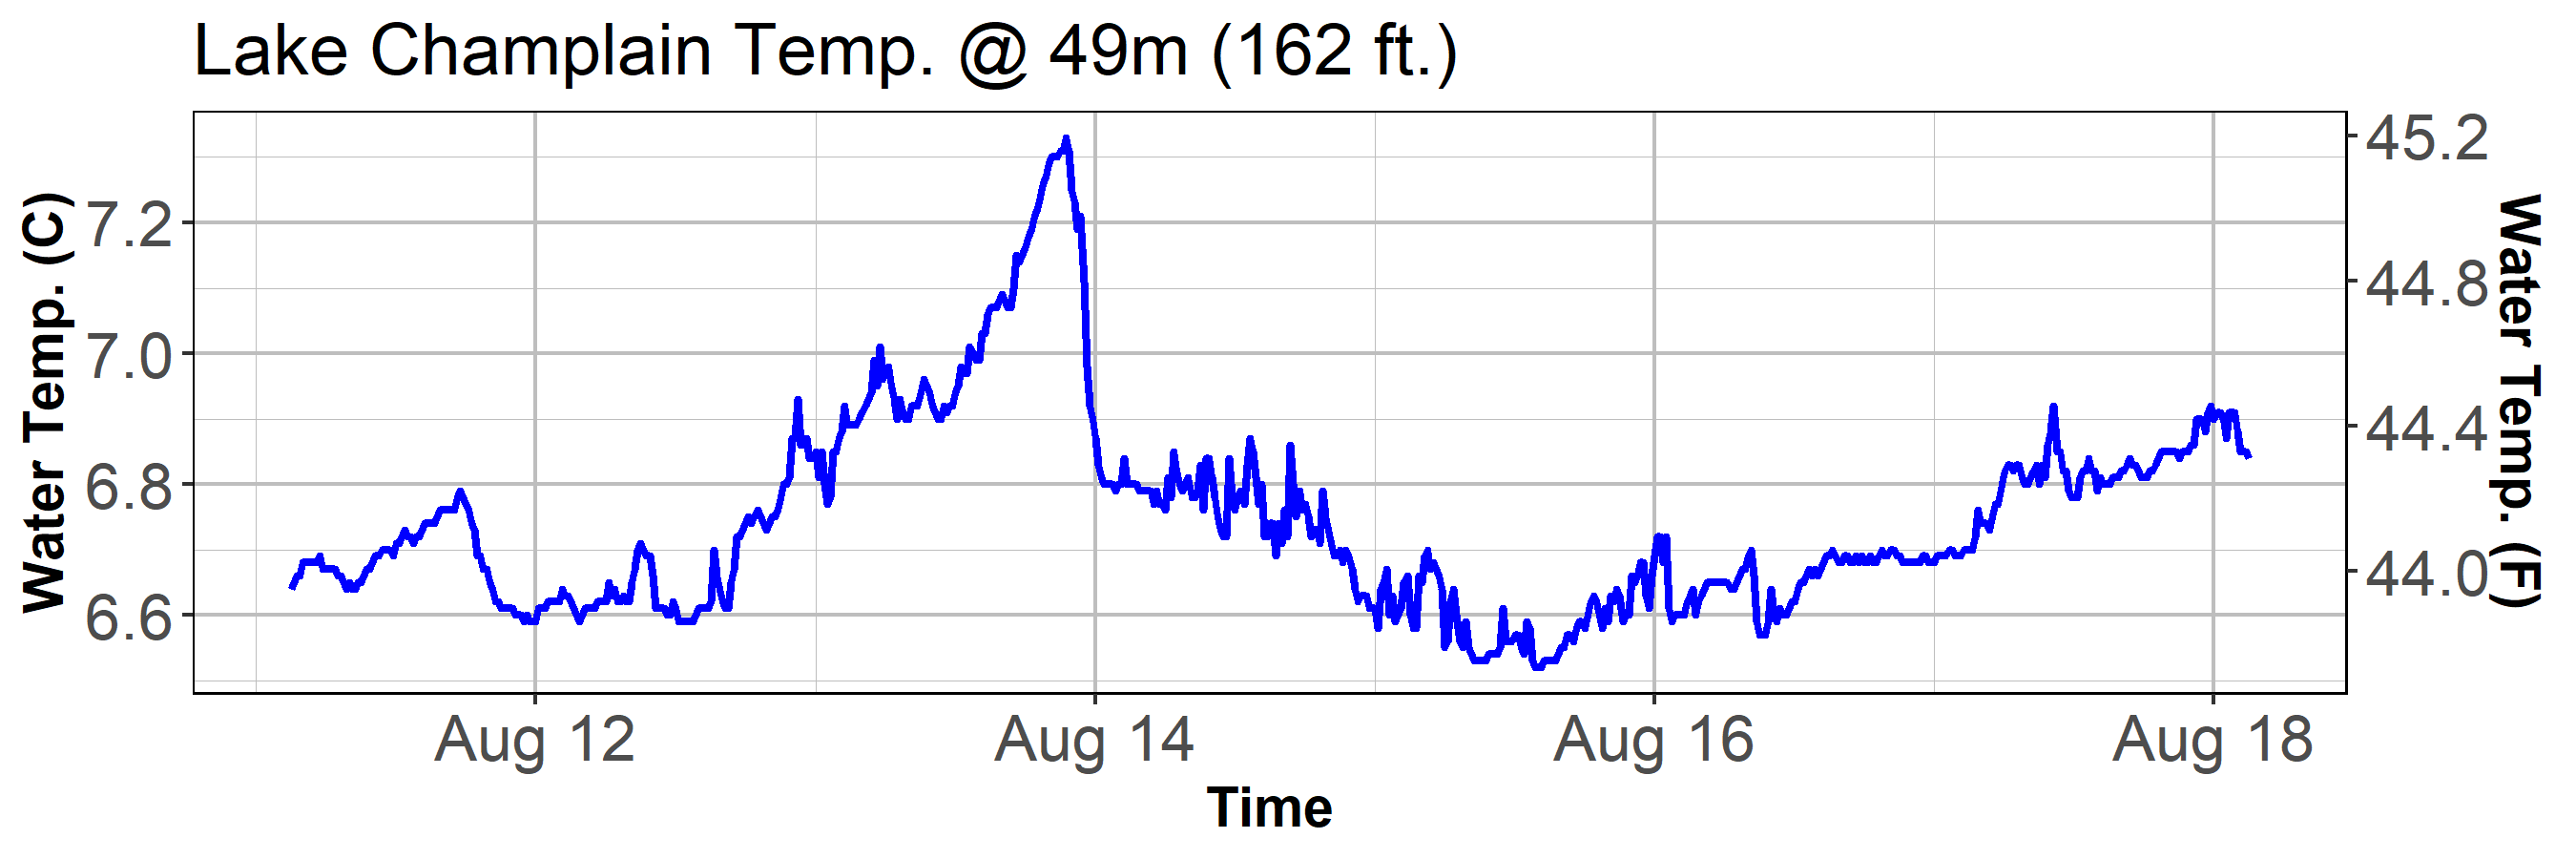 Lake Champlain Temp. @ 49m (162 ft.)
Water Temp. (C)
7.2
7.0
6.8
6.6
45.2
44.8
44.4
44.0
Water Temp. (F)
Aug 12
Aug 14
Aug 16
Aug 18
Time